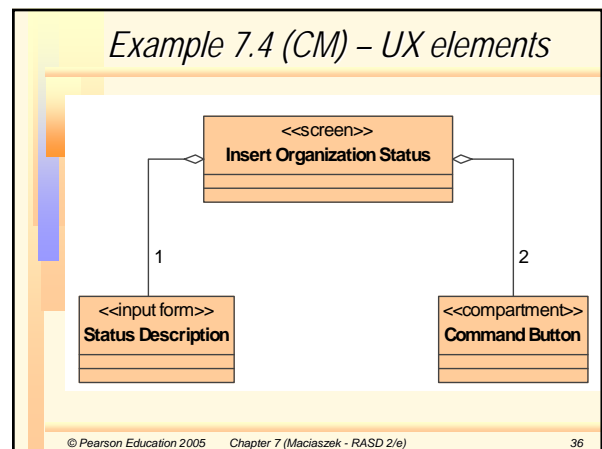 Example 7.4 (CM) – UX elements
<<screen>>
Insert Organization Status
1
2
<<input form>>
Status Description
<<compartment>>
Command Button
© Pearson Education 2005 Chapter 7 (Maciaszek - RASD 2/e) 36